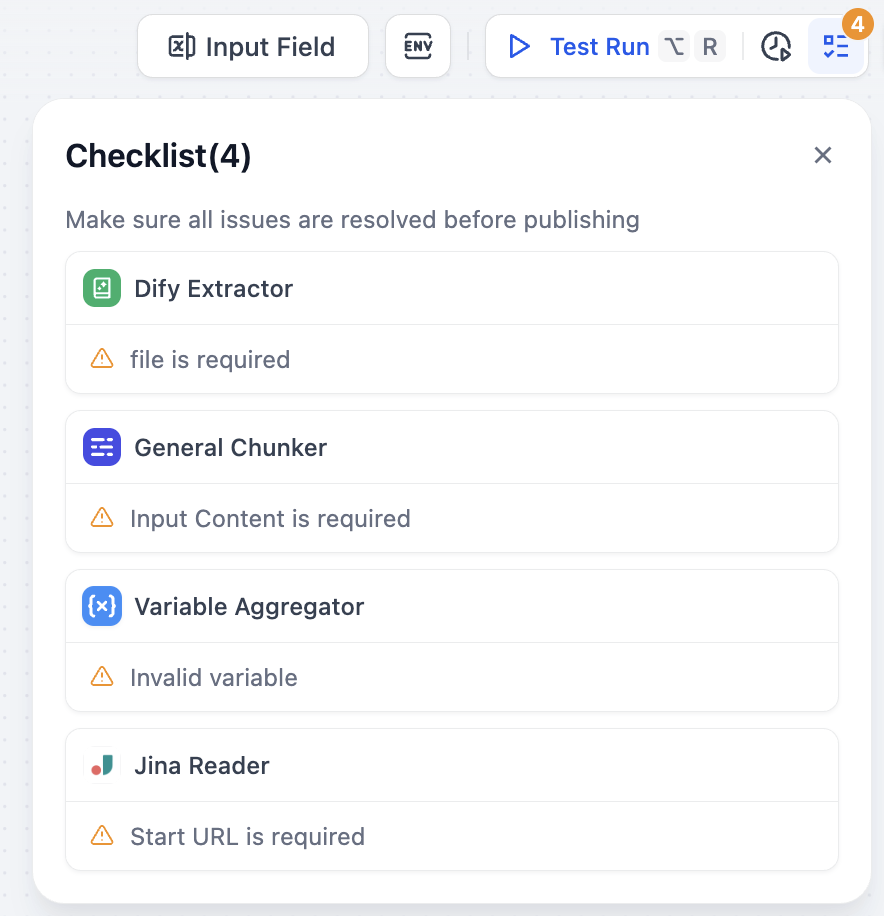 Input Field
ENV
Test Run ⌥ R
4
Checklist(4)
Make sure all issues are resolved before publishing
Dify Extractor
file is required
General Chunker
Input Content is required
{x} Variable Aggregator
Invalid variable
Jina Reader
Start URL is required